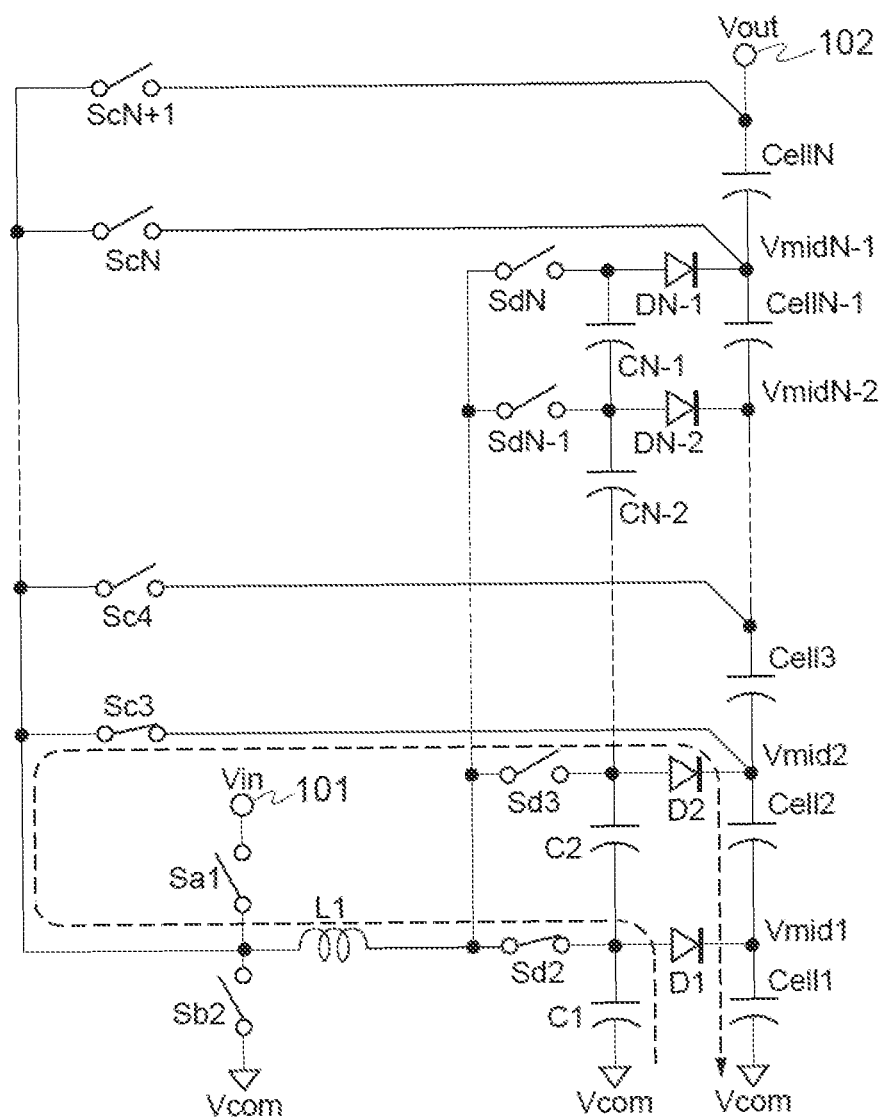 Vout
102
ScN+1
CellN
ScN
VmidN-1
SdN
DN-1
CellN-1
CN-1
VmidN-2
SdN-1
DN-2
CN-2
Sc4
Cell3
Sc3
Vmid2
Vin
101
Sd3
D2
Cell2
Sa1
C2
L1
Vmid1
Sd2
D1
Cell1
Sb2
C1
Vcom
Vcom
Vcom